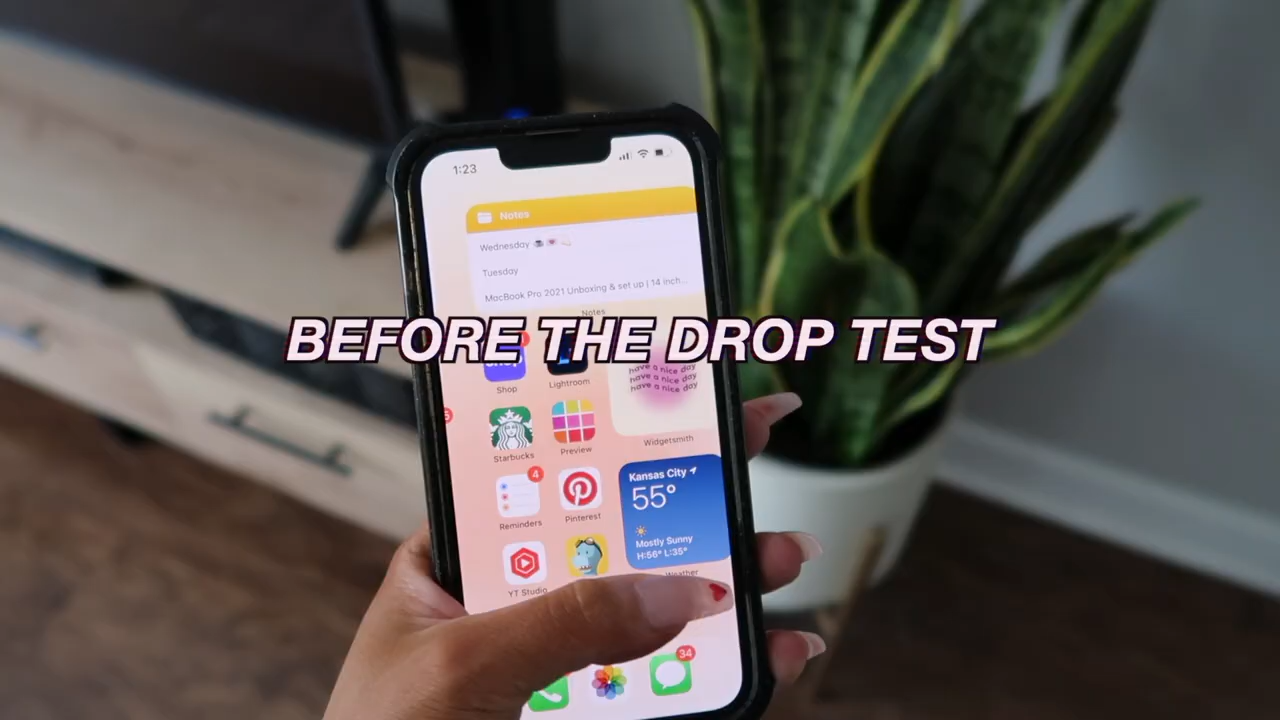 1:23
Notes
Wednesday
Tuesday
MacBook Pro 2021 Unboxing & set up | 14 inch...
Notes
BEFORE THE DROP TEST
shop
Shop
Lightroom
have a nice day
have a nice day
have a nice day
Widgetsmith
Starbucks
Preview
4
Reminders
Pinterest
Kansas City
55°
Mostly Sunny
H:56° L:35°
Weather
YT Studio
34